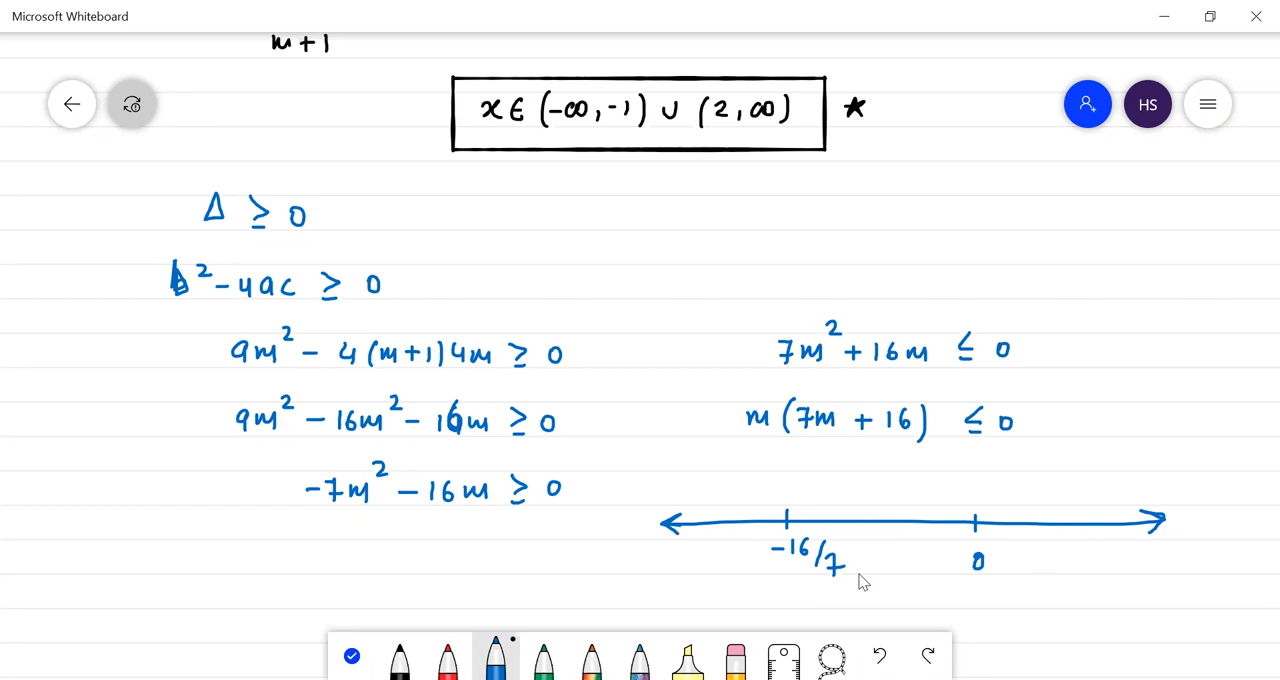 Microsoft Whiteboard
m + 1
x ∈ (-∞, -1) ∪ (2, ∞) ★
HS
Δ ≥ 0
b² - 4ac ≥ 0
9m² - 4(m+1)4m ≥ 0
9m² - 16m² - 16m ≥ 0
-7m² - 16m ≥ 0
7m² + 16m ≤ 0
m(7m + 16) ≤ 0
-16/7 0